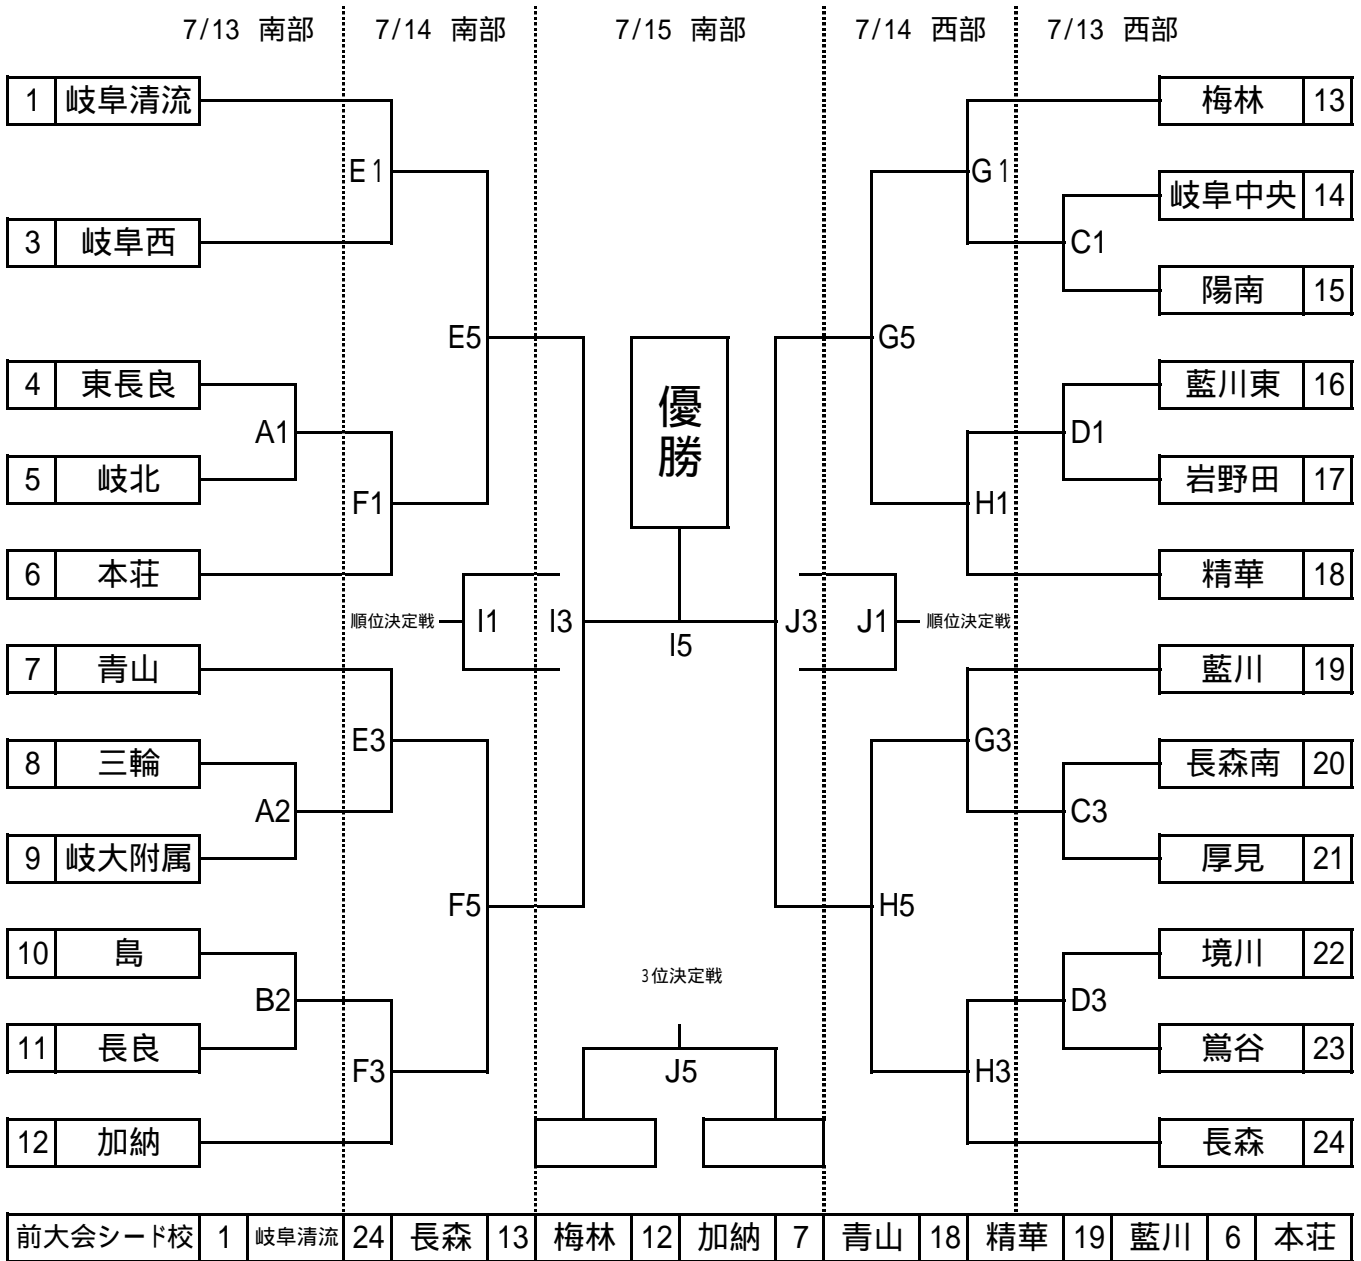 7/13 南部 7/14 南部 7/15 南部 7/14 西部 7/13 西部
1 岐阜清流 梅林 13
E1 G1
岐阜中央 14
3 岐阜西 C1
陽南 15
E5 G5
4 東長良 優勝 藍川東 16
A1 D1
5 岐北 岩野田 17
F1 H1
6 本荘 精華 18
順位決定戦 I1 I3 I5 J3 J1 順位決定戦
7 青山 藍川 19
E3 G3
8 三輪 長森南 20
A2 C3
9 岐大附属 厚見 21
F5 H5
10 島 境川 22
3位決定戦
B2 D3
11 長良 鶯谷 23
F3 J5 H3
12 加納 長森 24
前大会シード校 1 岐阜清流 24 長森 13 梅林 12 加納 7 青山 18 精華 19 藍川 6 本荘